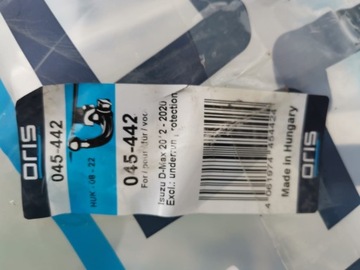 ORIS
045-442
HUK 08 - 22
045-442
For / pour / für / voor
Isuzu D-Max 2012 - 2020
Excl. underrun protection
Made in Hungary
ORIS